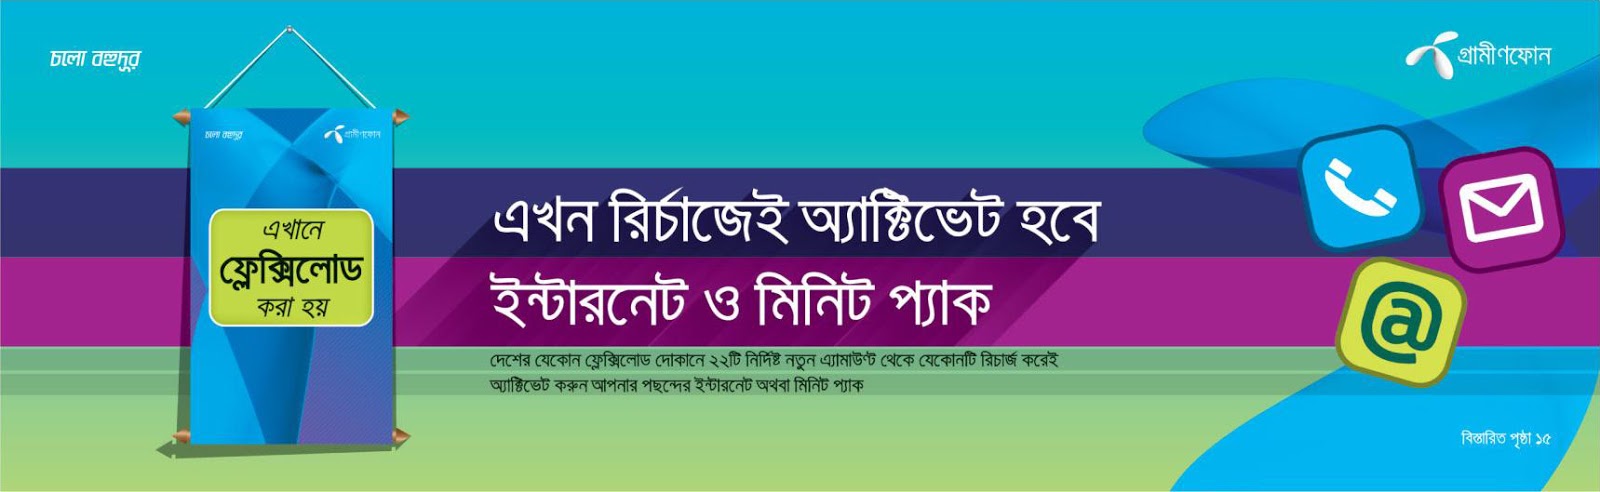 চলো বহুদূর
গ্রামীণফোন
চলো বহুদূর
গ্রামীণফোন
এখানে
ফ্লেক্সিলোড
করা হয়
এখন রির্চাজেই অ্যাক্টিভেট হবে
ইন্টারনেট ও মিনিট প্যাক
দেশের যেকোন ফ্লেক্সিলোড দোকানে ২২টি নির্দিষ্ট নতুন এ্যামাউন্ট থেকে যেকোনটি রিচার্জ করেই
অ্যাক্টিভেট করুন আপনার পছন্দের ইন্টারনেট অথবা মিনিট প্যাক
@
বিস্তারিত পৃষ্ঠা ১৫